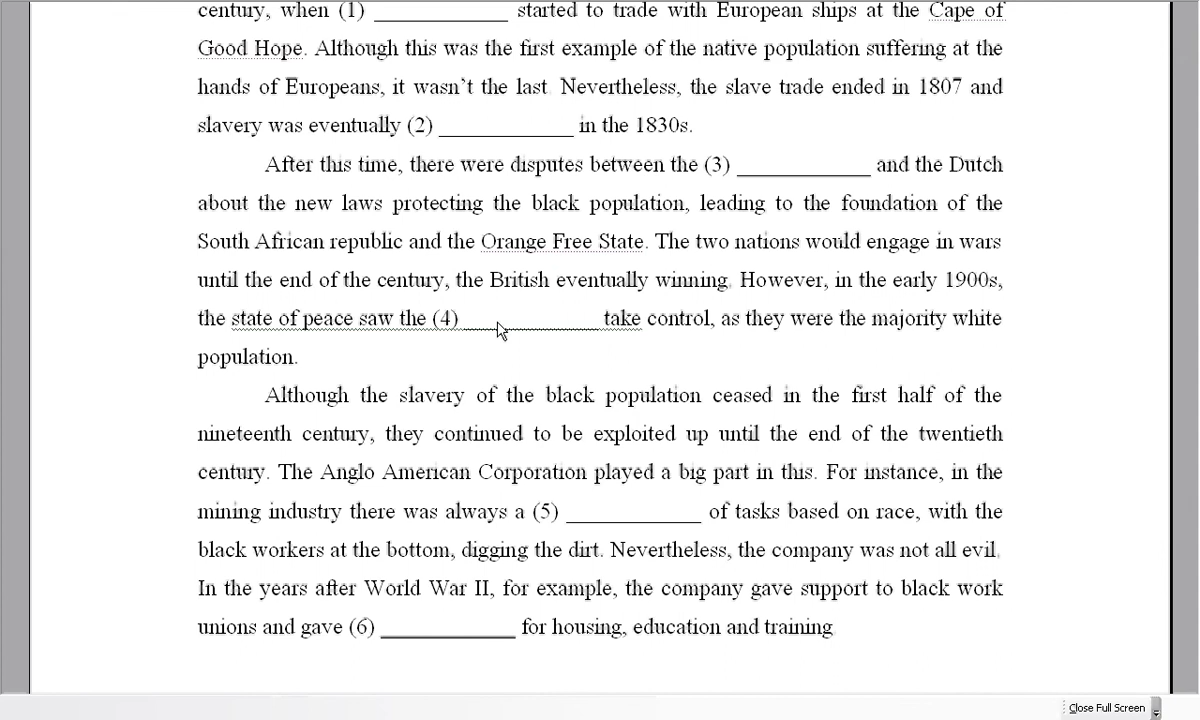 century, when (1) ____________ started to trade with European ships at the Cape of
Good Hope. Although this was the first example of the native population suffering at the
hands of Europeans, it wasn't the last. Nevertheless, the slave trade ended in 1807 and
slavery was eventually (2) ____________ in the 1830s.
After this time, there were disputes between the (3) ____________ and the Dutch
about the new laws protecting the black population, leading to the foundation of the
South African republic and the Orange Free State. The two nations would engage in wars
until the end of the century, the British eventually winning. However, in the early 1900s,
the state of peace saw the (4) ____________ take control, as they were the majority white
population.
Although the slavery of the black population ceased in the first half of the
nineteenth century, they continued to be exploited up until the end of the twentieth
century. The Anglo American Corporation played a big part in this. For instance, in the
mining industry there was always a (5) ____________ of tasks based on race, with the
black workers at the bottom, digging the dirt. Nevertheless, the company was not all evil.
In the years after World War II, for example, the company gave support to black work
unions and gave (6) ____________ for housing, education and training.
Close Full Screen